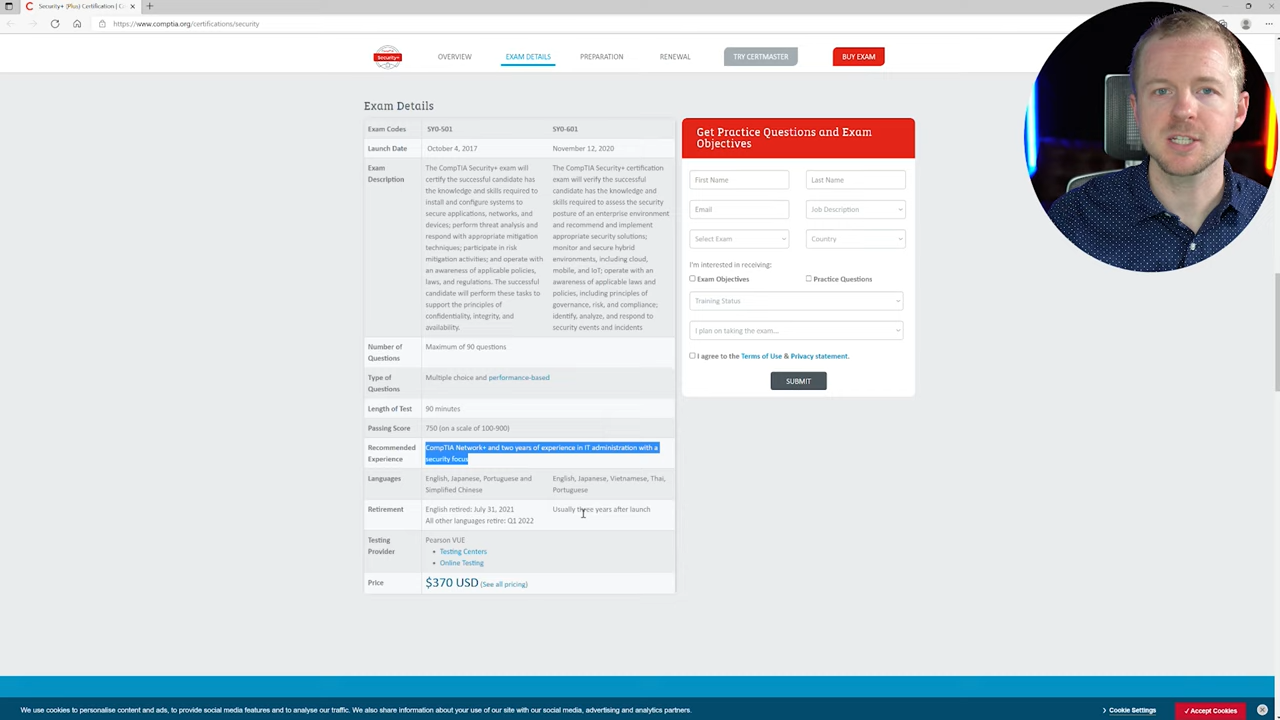 Security+ (Plus) Certification | C
https://www.comptia.org/certifications/security
Security+
OVERVIEW
EXAM DETAILS
PREPARATION
RENEWAL
TRY CERTMASTER
BUY EXAM
Exam Details
Exam Codes
SY0-501
SY0-601
Launch Date
October 4, 2017
November 12, 2020
Exam
Description
The CompTIA Security+ exam will
certify the successful candidate has
the knowledge and skills required to
install and configure systems to
secure applications, networks, and
devices; perform threat analysis and
respond with appropriate mitigation
techniques; participate in risk
mitigation activities; and operate with
an awareness of applicable policies,
laws, and regulations. The successful
candidate will perform these tasks to
support the principles of
confidentiality, integrity, and
availability.
The CompTIA Security+ certification
exam will verify the successful
candidate has the knowledge and
skills required to assess the security
posture of an enterprise environment
and recommend and implement
appropriate security solutions;
monitor and secure hybrid
environments, including cloud,
mobile, and IoT; operate with an
awareness of applicable laws and
policies, including principles of
governance, risk, and compliance;
identify, analyze, and respond to
security events and incidents
Number of
Questions
Maximum of 90 questions
Type of
Questions
Multiple choice and performance-based
Length of Test
90 minutes
Passing Score
750 (on a scale of 100-900)
Recommended
Experience
CompTIA Network+ and two years of experience in IT administration with a
security focus
Languages
English, Japanese, Portuguese and
Simplified Chinese
English, Japanese, Vietnamese, Thai,
Portuguese
Retirement
English retired: July 31, 2021
All other languages retire: Q1 2022
Usually three years after launch
Testing
Provider
Pearson VUE
• Testing Centers
• Online Testing
Price
$370 USD (See all pricing)
Get Practice Questions and Exam
Objectives
First Name
Last Name
Email
Job Description
Select Exam
Country
I'm interested in receiving:
Exam Objectives
Practice Questions
Training Status
I plan on taking the exam...
I agree to the Terms of Use & Privacy statement.
SUBMIT
We use cookies to personalise content and ads, to provide social media features and to analyse our traffic. We also share information about your use of our site with our social media, advertising and analytics partners.
Cookie Settings
✓ Accept Cookies